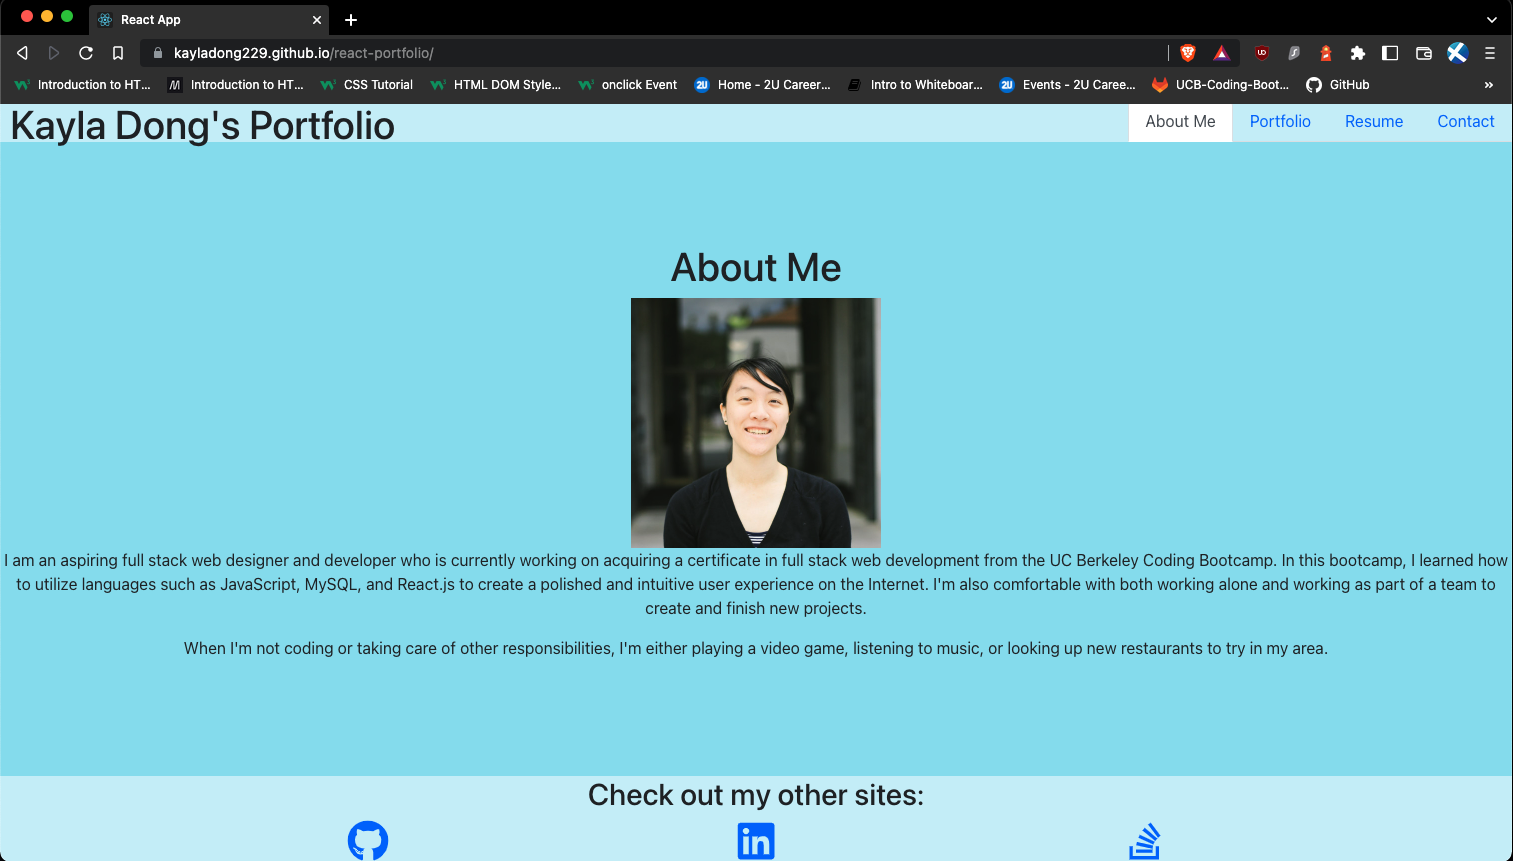 React App
kayladong229.github.io/react-portfolio/
Introduction to HT... Introduction to HT... CSS Tutorial HTML DOM Style... onclick Event Home - 2U Career... Intro to Whiteboar... Events - 2U Caree... UCB-Coding-Boot... GitHub
Kayla Dong's Portfolio
About Me Portfolio Resume Contact
About Me
I am an aspiring full stack web designer and developer who is currently working on acquiring a certificate in full stack web development from the UC Berkeley Coding Bootcamp. In this bootcamp, I learned how
to utilize languages such as JavaScript, MySQL, and React.js to create a polished and intuitive user experience on the Internet. I'm also comfortable with both working alone and working as part of a team to
create and finish new projects.
When I'm not coding or taking care of other responsibilities, I'm either playing a video game, listening to music, or looking up new restaurants to try in my area.
Check out my other sites:
in